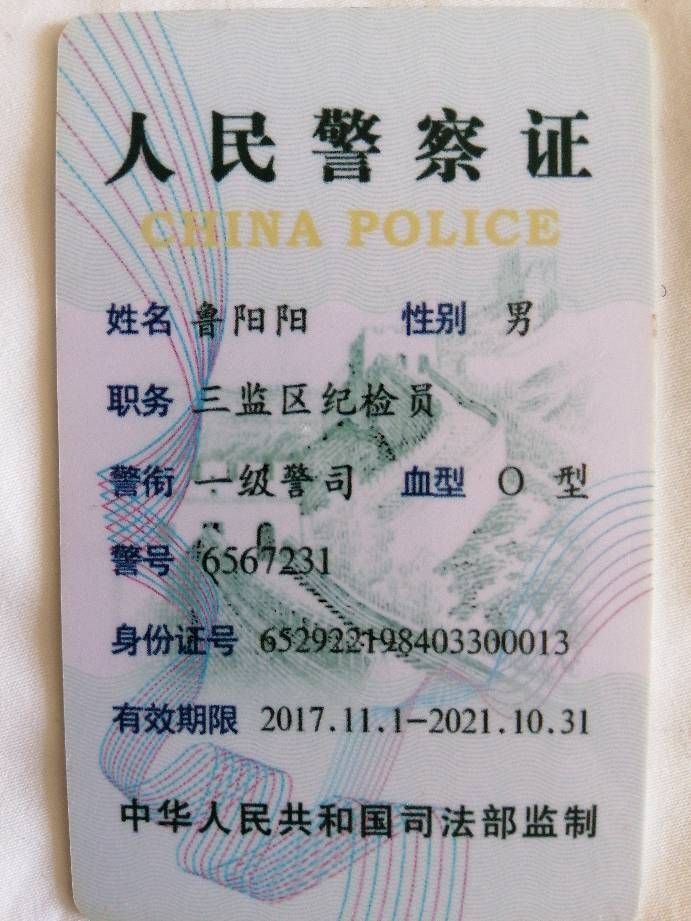 人民警察证
CHINA POLICE
姓名 鲁阳阳 性别 男
职务 三监区纪检员
警衔 一级警司 血型 O 型
警号 6567231
身份证号 652922198403300013
有效期限 2017.11.1-2021.10.31
中华人民共和国司法部监制